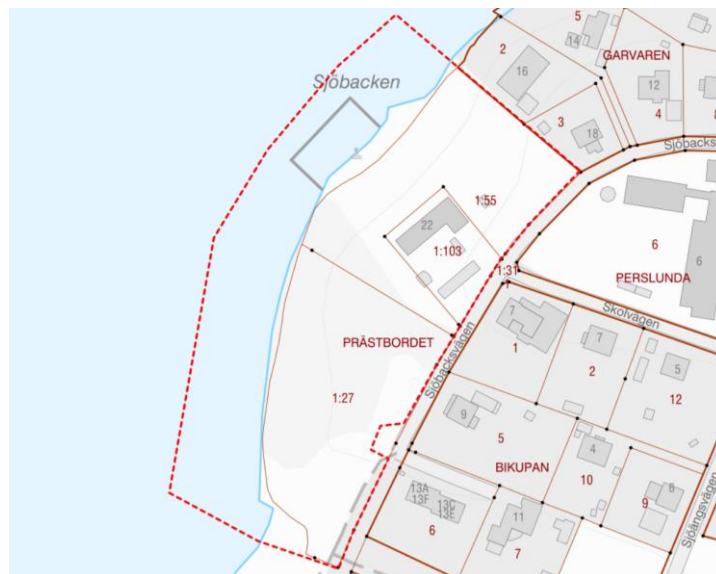 5
14
GARVAREN
2
16
12
Sjöbacken
3
4
18
Sjöbacks
1:55
22
6
1:103
6
1:31
PERSLUNDA
7
Skolvägen
PRÄSTBORDET
Sjöbacksvägen
1
7
2
5
1:27
12
9
5
4
BIKUPAN
10
13A
13F
13C
13E
11
9
6
6
7
Sjöängsvägen